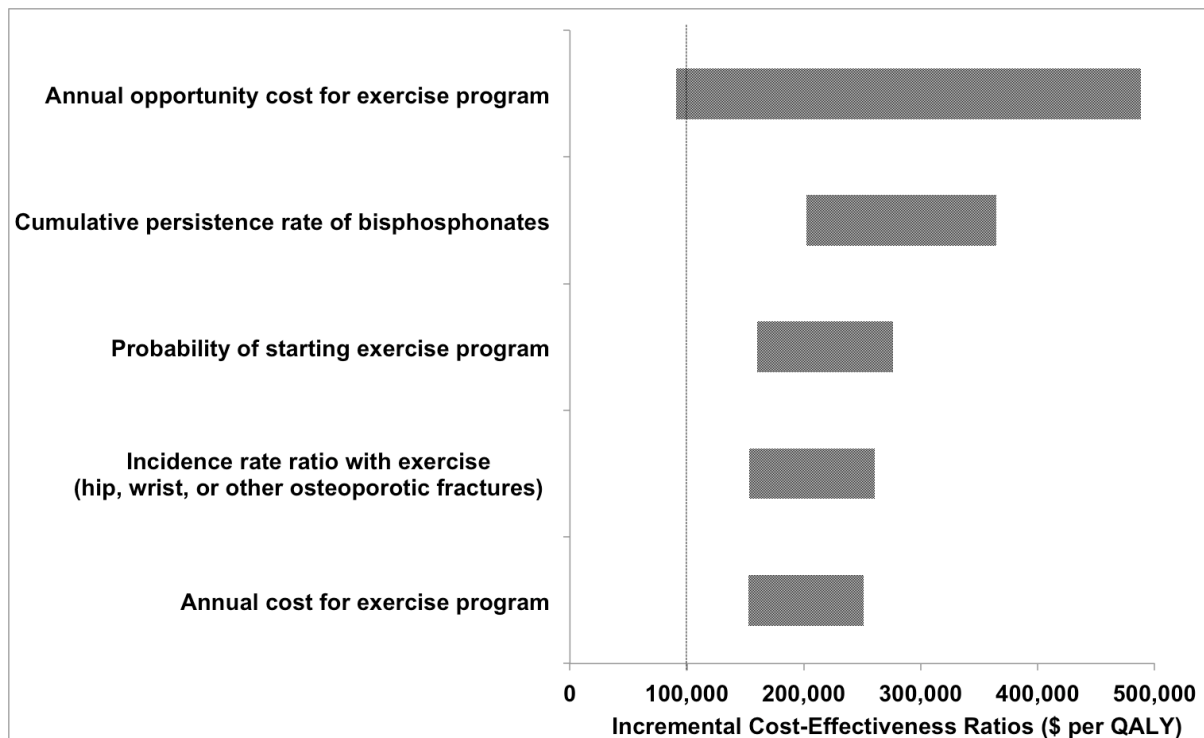 Annual opportunity cost for exercise program
Cumulative persistence rate of bisphosphonates
Probability of starting exercise program
Incidence rate ratio with exercise
(hip, wrist, or other osteoporotic fractures)
Annual cost for exercise program
0 100,000 200,000 300,000 400,000 500,000
Incremental Cost-Effectiveness Ratios ($ per QALY)